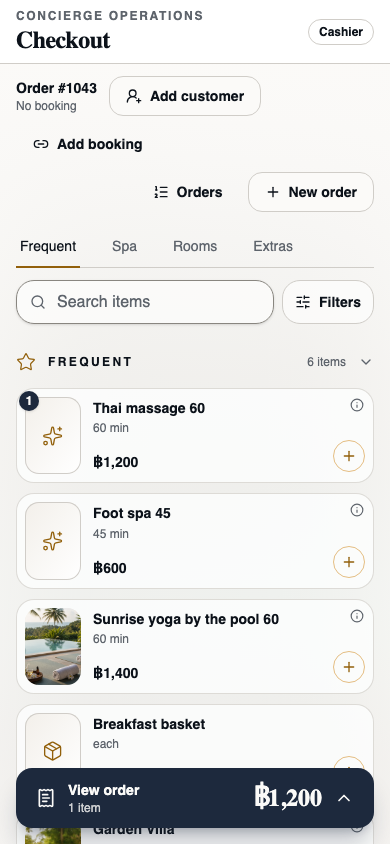 CONCIERGE OPERATIONS
Checkout
Cashier
Order #1043
No booking
Add customer
Add booking
Orders
New order
Frequent
Spa
Rooms
Extras
Search items
Filters
FREQUENT
6 items
1
Thai massage 60
60 min
฿1,200
Foot spa 45
45 min
฿600
Sunrise yoga by the pool 60
60 min
฿1,400
Breakfast basket
each
View order
1 item
฿1,200
Garden Villa